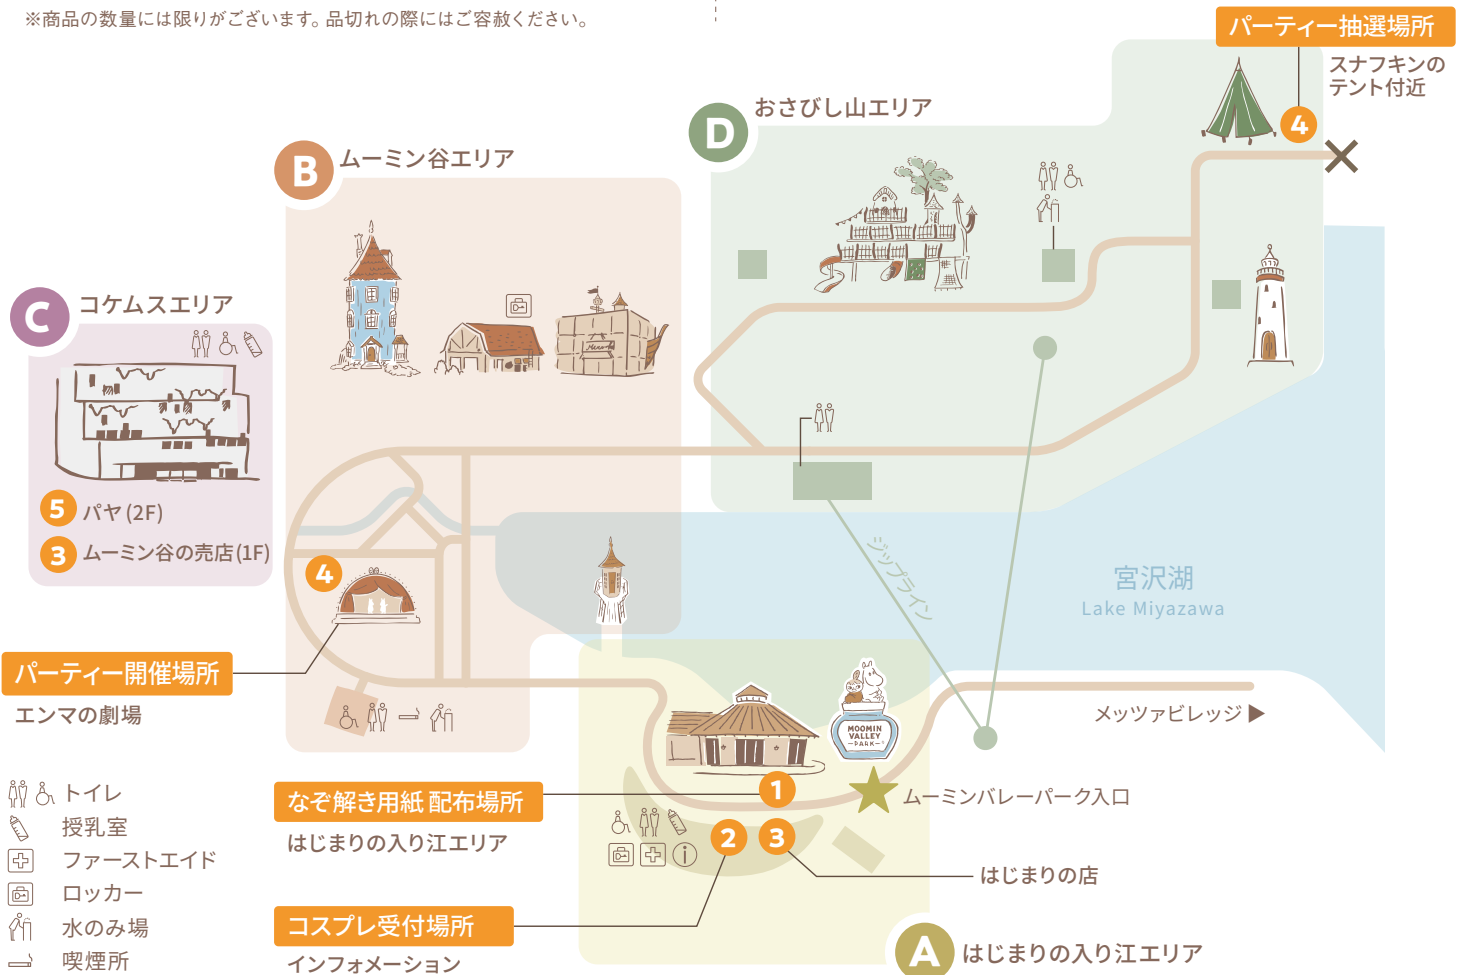 ※商品の数量には限りがございます。品切れの際にはご容赦ください。
パーティー抽選場所
スナフキンの
テント付近
4
D
おさびし山エリア
B
ムーミン谷エリア
C
コケムスエリア
5 パヤ(2F)
3 ムーミン谷の売店(1F)
4
ジップライン
宮沢湖
Lake Miyazawa
パーティー開催場所
エンマの劇場
MOOMIN
VALLEY
PARK
メッツァビレッジ ▶
トイレ
授乳室
ファーストエイド
ロッカー
水のみ場
喫煙所
なぞ解き用紙 配布場所
はじまりの入り江エリア
1
ムーミンバレーパーク入口
2
3
はじまりの店
コスプレ受付場所
インフォメーション
A
はじまりの入り江エリア